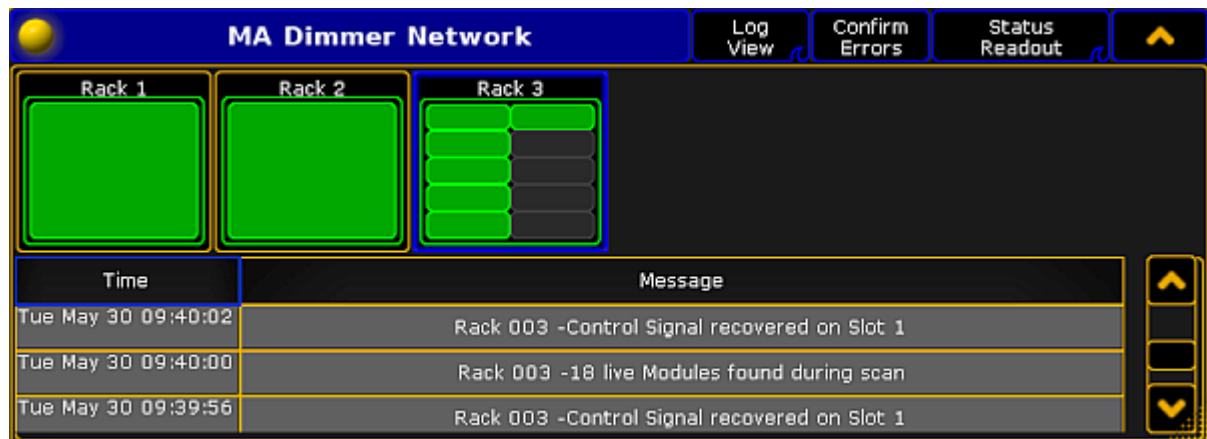 MA Dimmer Network
Log View
Confirm Errors
Status Readout
Rack 1
Rack 2
Rack 3
Time
Message
Tue May 30 09:40:02
Rack 003 -Control Signal recovered on Slot 1
Tue May 30 09:40:00
Rack 003 -18 live Modules found during scan
Tue May 30 09:39:56
Rack 003 -Control Signal recovered on Slot 1